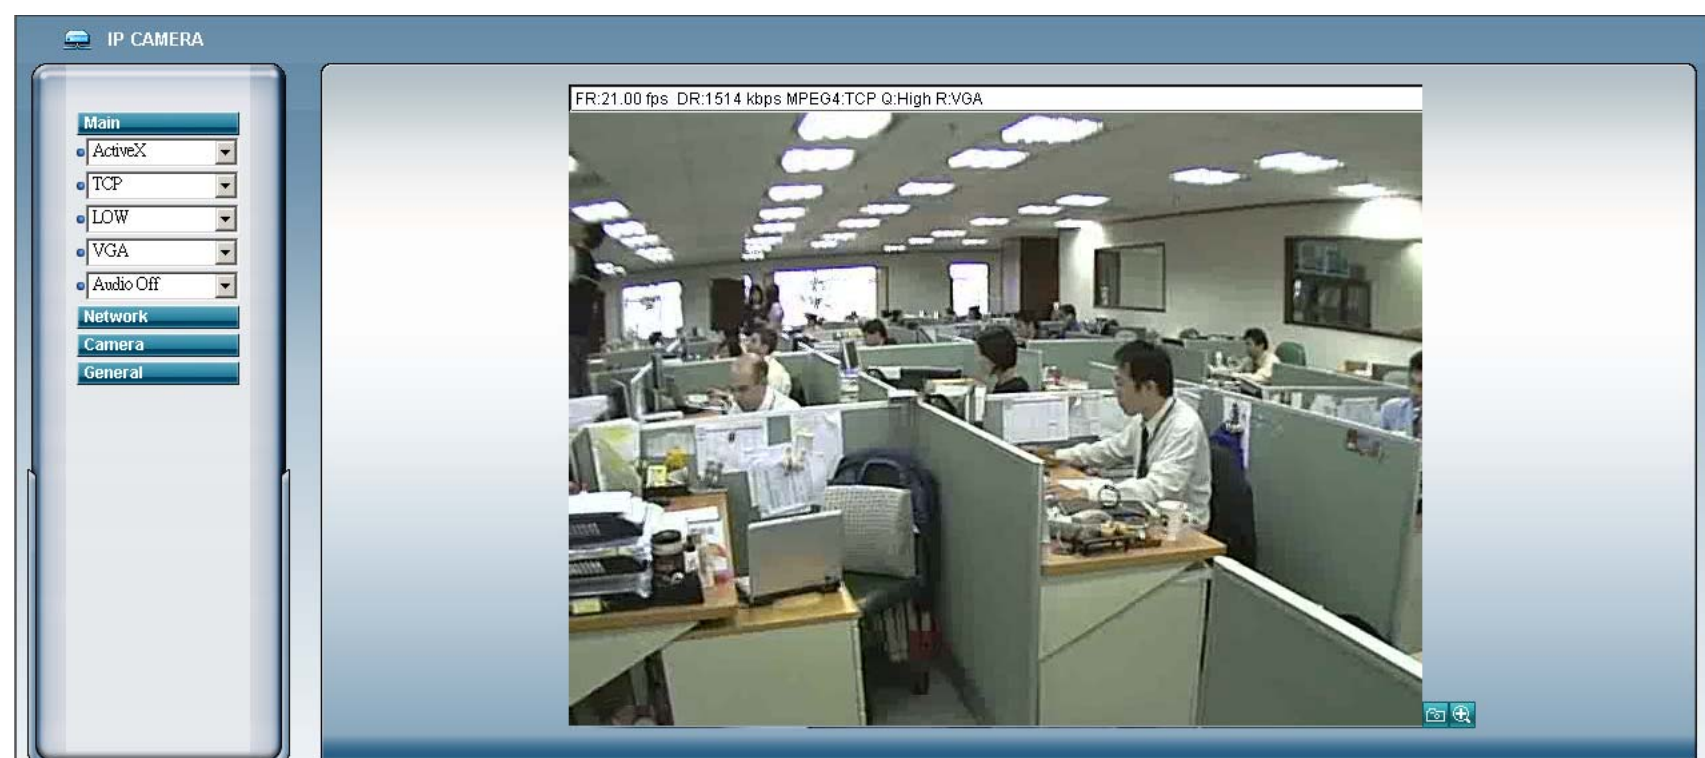 IP CAMERA
Main
ActiveX
TCP
LOW
VGA
Audio Off
Network
Camera
General
FR:21.00 fps DR:1514 kbps MPEG4:TCP Q:High R:VGA